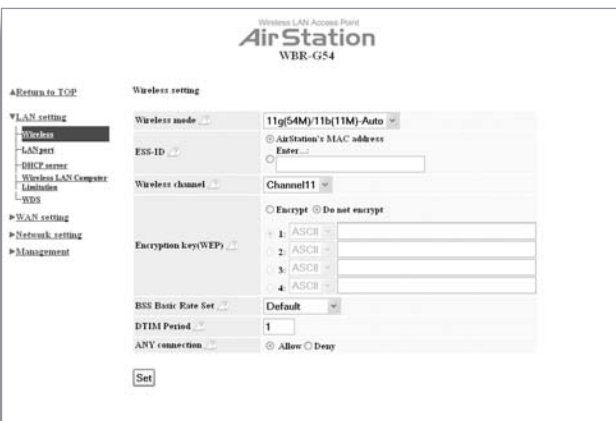 Wireless LAN Access Point
AirStation
WBR-G54
Return to TOP
LAN setting
Wireless
LAN port
DHCP server
Wireless LAN Computer
Limitation
WDS
WAN setting
Network setting
Management
Wireless setting
Wireless mode ? 11g(54M)/11b(11M)-Auto
ESS-ID ? AirStation's MAC address
Enter...:
Wireless channel ? Channel11
Encryption key(WEP) ? Encrypt Do not encrypt
1: ASCII
2: ASCII
3: ASCII
4: ASCII
BSS Basic Rate Set ? Default
DTIM Period ? 1
ANY connection ? Allow Deny
Set